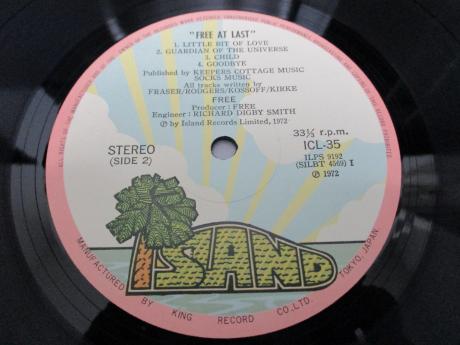 "FREE AT LAST"
1. LITTLE BIT OF LOVE
2. GUARDIAN OF THE UNIVERSE
3. CHILD
4. GOODBYE
Published by KEEPERS COTTAGE MUSIC
SOCKS MUSIC
All tracks written by
FRASER/RODGERS/KOSSOFF/KIRKE
FREE
Producer : FREE
Engineer : RICHARD DIGBY SMITH
℗ by Island Records Limited, 1972
STEREO
(SIDE 2)
33⅓ r.p.m.
ICL-35
ILPS 9192
(SILBT 4569) I
℗ 1972
ISLAND
MANUFACTURED BY KING RECORD CO., LTD. TOKYO, JAPAN.